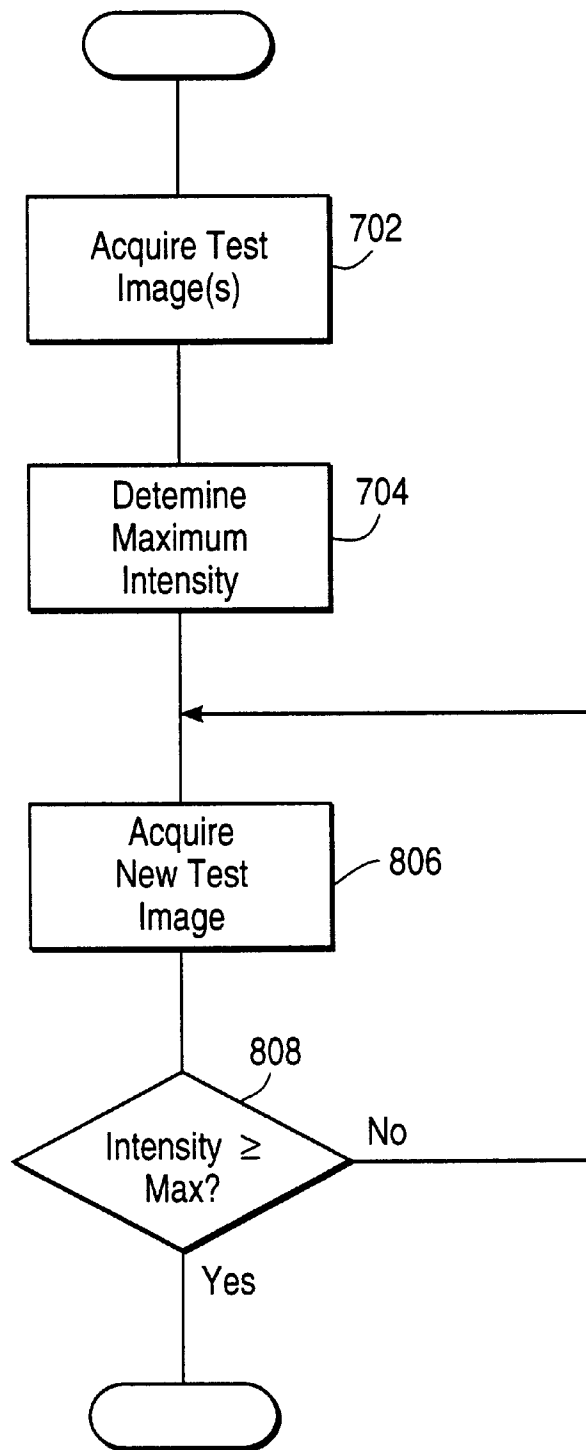 Acquire Test
Image(s)
702
Detemine
Maximum
Intensity
704
Acquire
New Test
Image
806
808
Intensity ≥
Max?
No
Yes